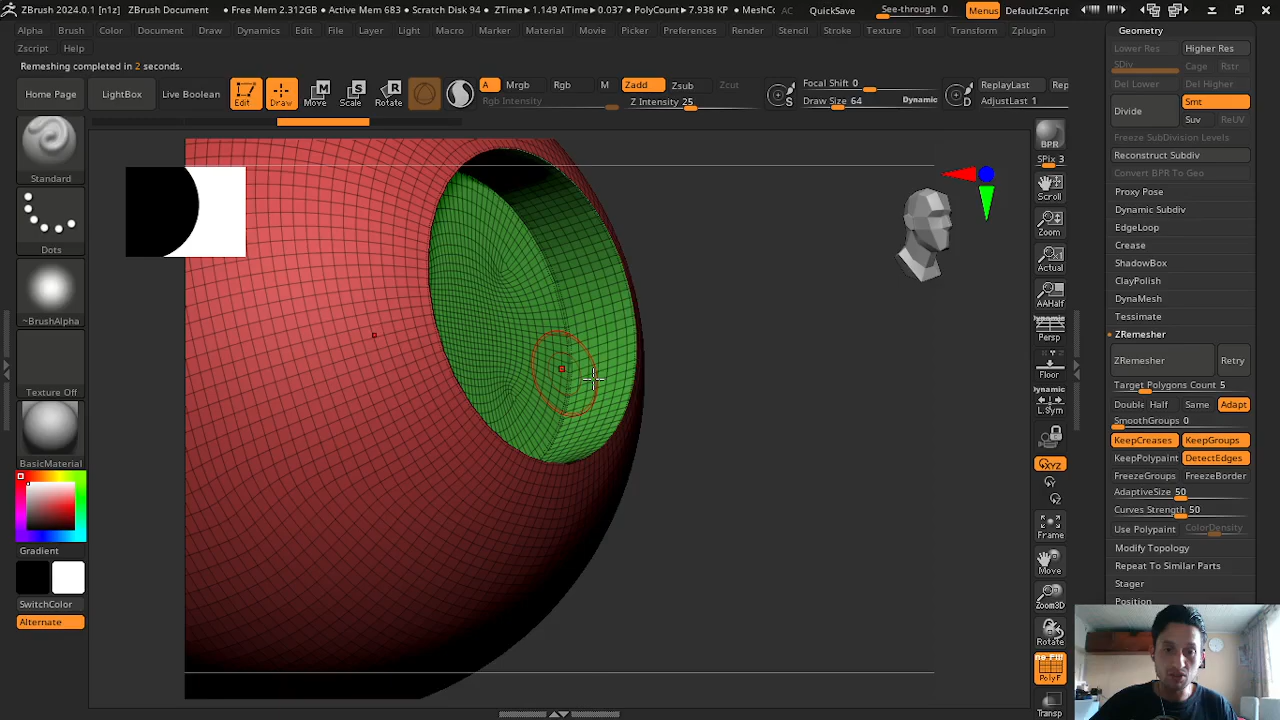 ZBrush 2024.0.1 [n1z]  ZBrush Document   • Free Mem 2.312GB • Active Mem 683 • Scratch Disk 94 • ZTime▸1.149 ATime▸0.037 • PolyCount▸7.938 KP • MeshCo AC QuickSave See-through 0 Menus DefaultZScript
Alpha Brush Color Document Draw Dynamics Edit File Layer Light Macro Marker Material Movie Picker Preferences Render Stencil Stroke Texture Tool Transform Zplugin
Zscript Help
Remeshing completed in 2 seconds.
Home Page
LightBox
Live Boolean
Edit
Draw
Move
Scale
Rotate
A
Mrgb
Rgb
M
Rgb Intensity
Zadd
Zsub
Zcut
Z Intensity 25
S
Focal Shift 0
Draw Size 64
Dynamic
D
ReplayLast
Rep
AdjustLast 1
Standard
Dots
~BrushAlpha
Texture Off
BasicMaterial
Gradient
SwitchColor
Alternate
BPR
SPix 3
Scroll
Zoom
Actual
AAHalf
Dynamic
Persp
Floor
Dynamic
L.Sym
XYZ
Frame
Move
Zoom3D
Rotate
PolyF
Transp
Geometry
Lower Res Higher Res
SDiv Cage Rstr
Del Lower Del Higher
Divide
Smt
Suv ReUV
Freeze SubDivision Levels
Reconstruct Subdiv
Convert BPR To Geo
Proxy Pose
Dynamic Subdiv
EdgeLoop
Crease
ShadowBox
ClayPolish
DynaMesh
Tessimate
ZRemesher
ZRemesher Retry
Target Polygons Count 5
Half Same Adapt
SmoothGroups 0
KeepCreases KeepGroups
KeepPolypaint DetectEdges
FreezeGroups FreezeBorder
AdaptiveSize 50
Curves Strength 50
Use Polypaint ColorDensity
Modify Topology
Repeat To Similar Parts
Stager
Position